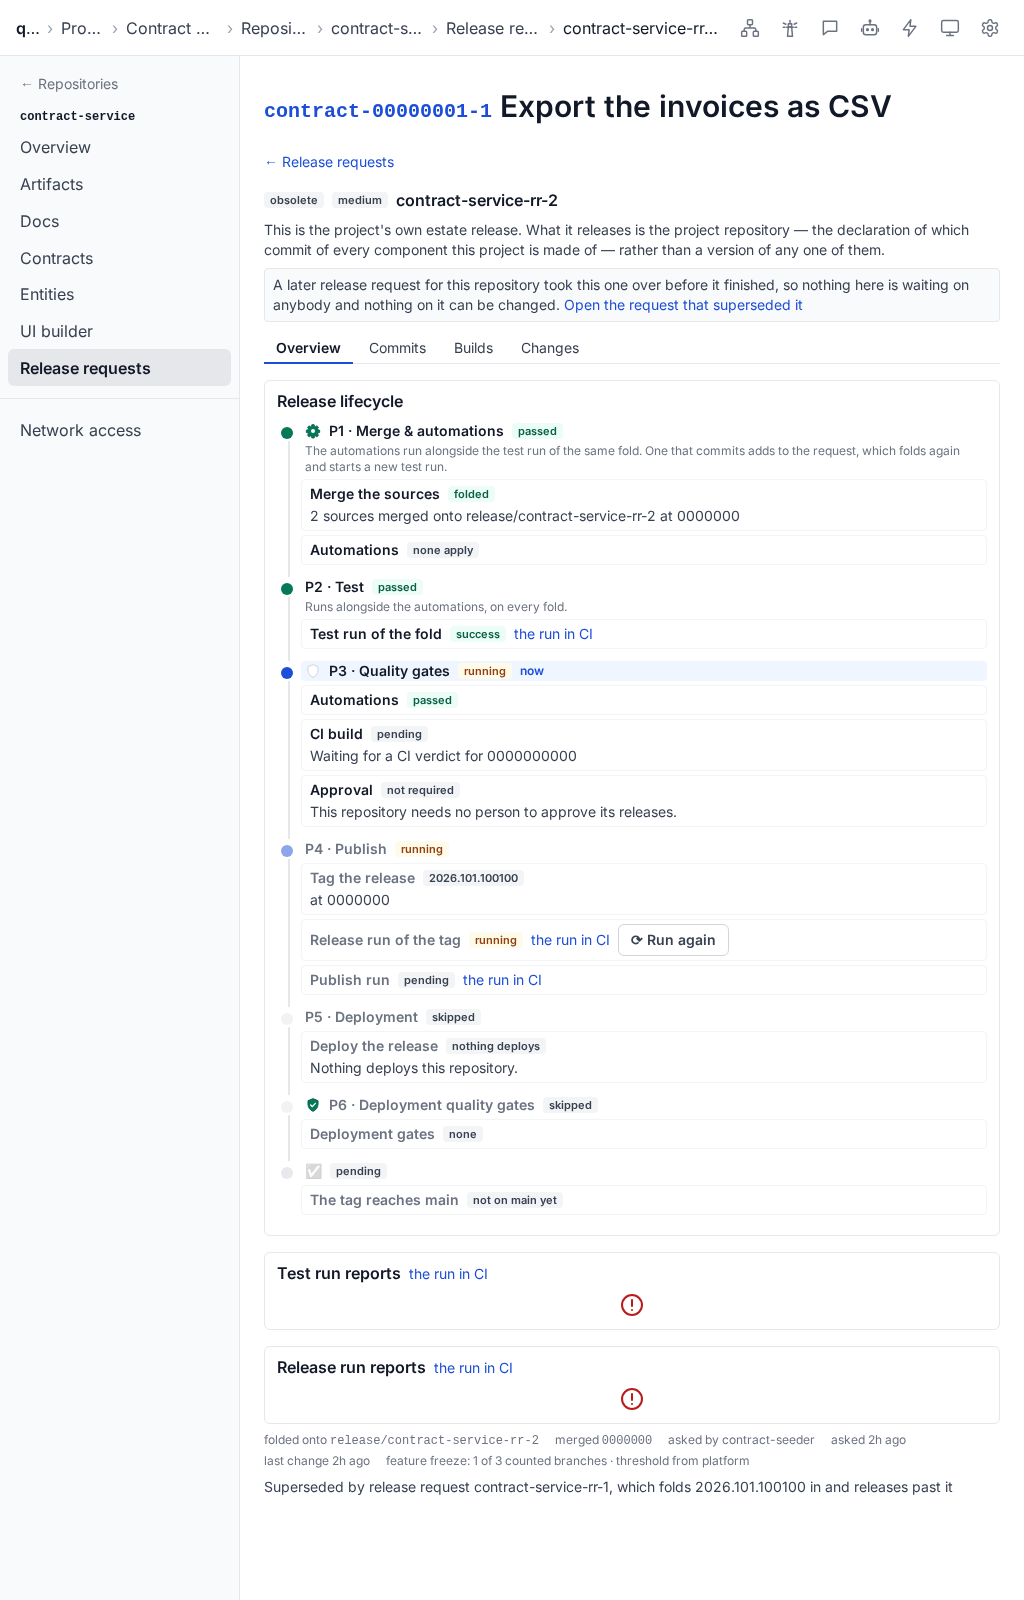 q... › Pro... › Contract ... › Reposi... › contract-s... › Release re... › contract-service-rr...
← Repositories
contract-service
Overview
Artifacts
Docs
Contracts
Entities
UI builder
Release requests
Network access
contract-00000001-1 Export the invoices as CSV
← Release requests
obsolete medium contract-service-rr-2
This is the project's own estate release. What it releases is the project repository — the declaration of which
commit of every component this project is made of — rather than a version of any one of them.
A later release request for this repository took this one over before it finished, so nothing here is waiting on
anybody and nothing on it can be changed. Open the request that superseded it
Overview Commits Builds Changes
Release lifecycle
P1 · Merge & automations passed
The automations run alongside the test run of the same fold. One that commits adds to the request, which folds again
and starts a new test run.
Merge the sources folded
2 sources merged onto release/contract-service-rr-2 at 0000000
Automations none apply
P2 · Test passed
Runs alongside the automations, on every fold.
Test run of the fold success the run in CI
P3 · Quality gates running now
Automations passed
CI build pending
Waiting for a CI verdict for 0000000000
Approval not required
This repository needs no person to approve its releases.
P4 · Publish running
Tag the release 2026.101.100100
at 0000000
Release run of the tag running the run in CI ⟳ Run again
Publish run pending the run in CI
P5 · Deployment skipped
Deploy the release nothing deploys
Nothing deploys this repository.
P6 · Deployment quality gates skipped
Deployment gates none
✅ pending
The tag reaches main not on main yet
Test run reports the run in CI
Release run reports the run in CI
folded onto release/contract-service-rr-2 merged 0000000 asked by contract-seeder asked 2h ago
last change 2h ago feature freeze: 1 of 3 counted branches · threshold from platform
Superseded by release request contract-service-rr-1, which folds 2026.101.100100 in and releases past it